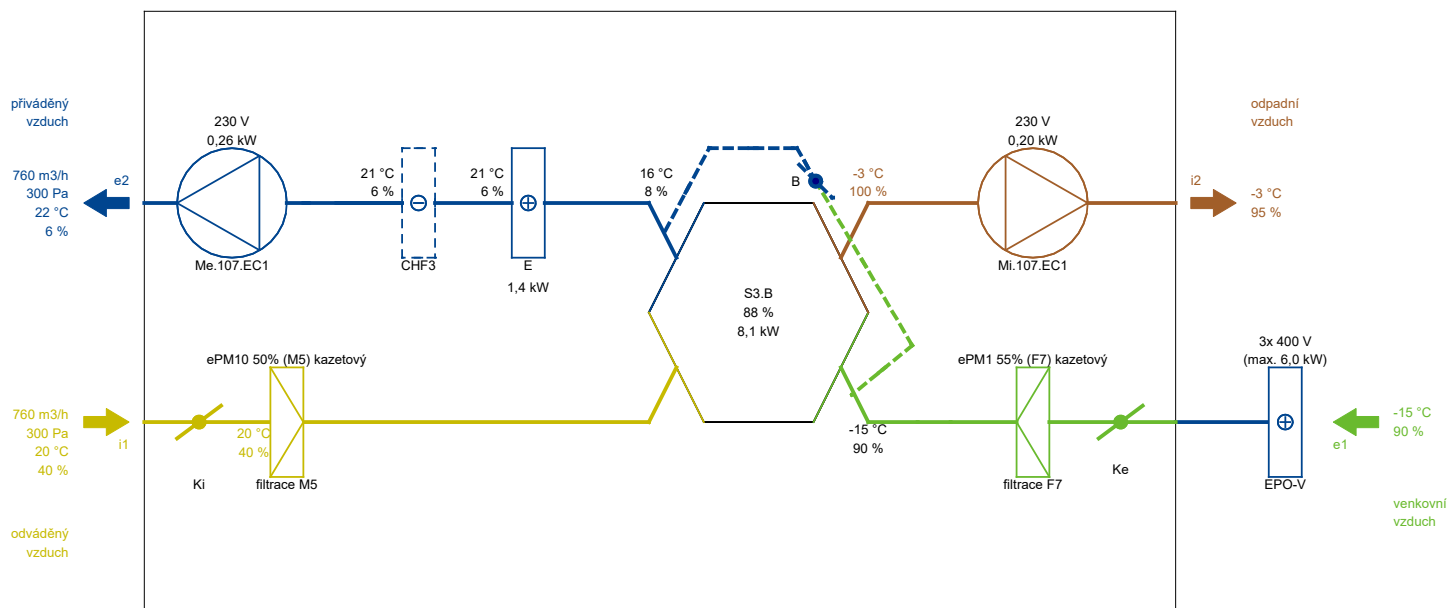 přiváděný
vzduch
760 m3/h
300 Pa
22 °C
6 %
e2
230 V
0,26 kW
Me.107.EC1
21 °C
6 %
CHF3
21 °C
6 %
E
1,4 kW
16 °C
8 %
B
-3 °C
100 %
230 V
0,20 kW
Mi.107.EC1
odpadní
vzduch
i2
-3 °C
95 %
S3.B
88 %
8,1 kW
760 m3/h
300 Pa
20 °C
40 %
i1
odváděný
vzduch
Ki
20 °C
40 %
ePM10 50% (M5) kazetový
filtrace M5
-15 °C
90 %
ePM1 55% (F7) kazetový
filtrace F7
Ke
3x 400 V
(max. 6,0 kW)
EPO-V
e1
-15 °C
90 %
venkovní
vzduch